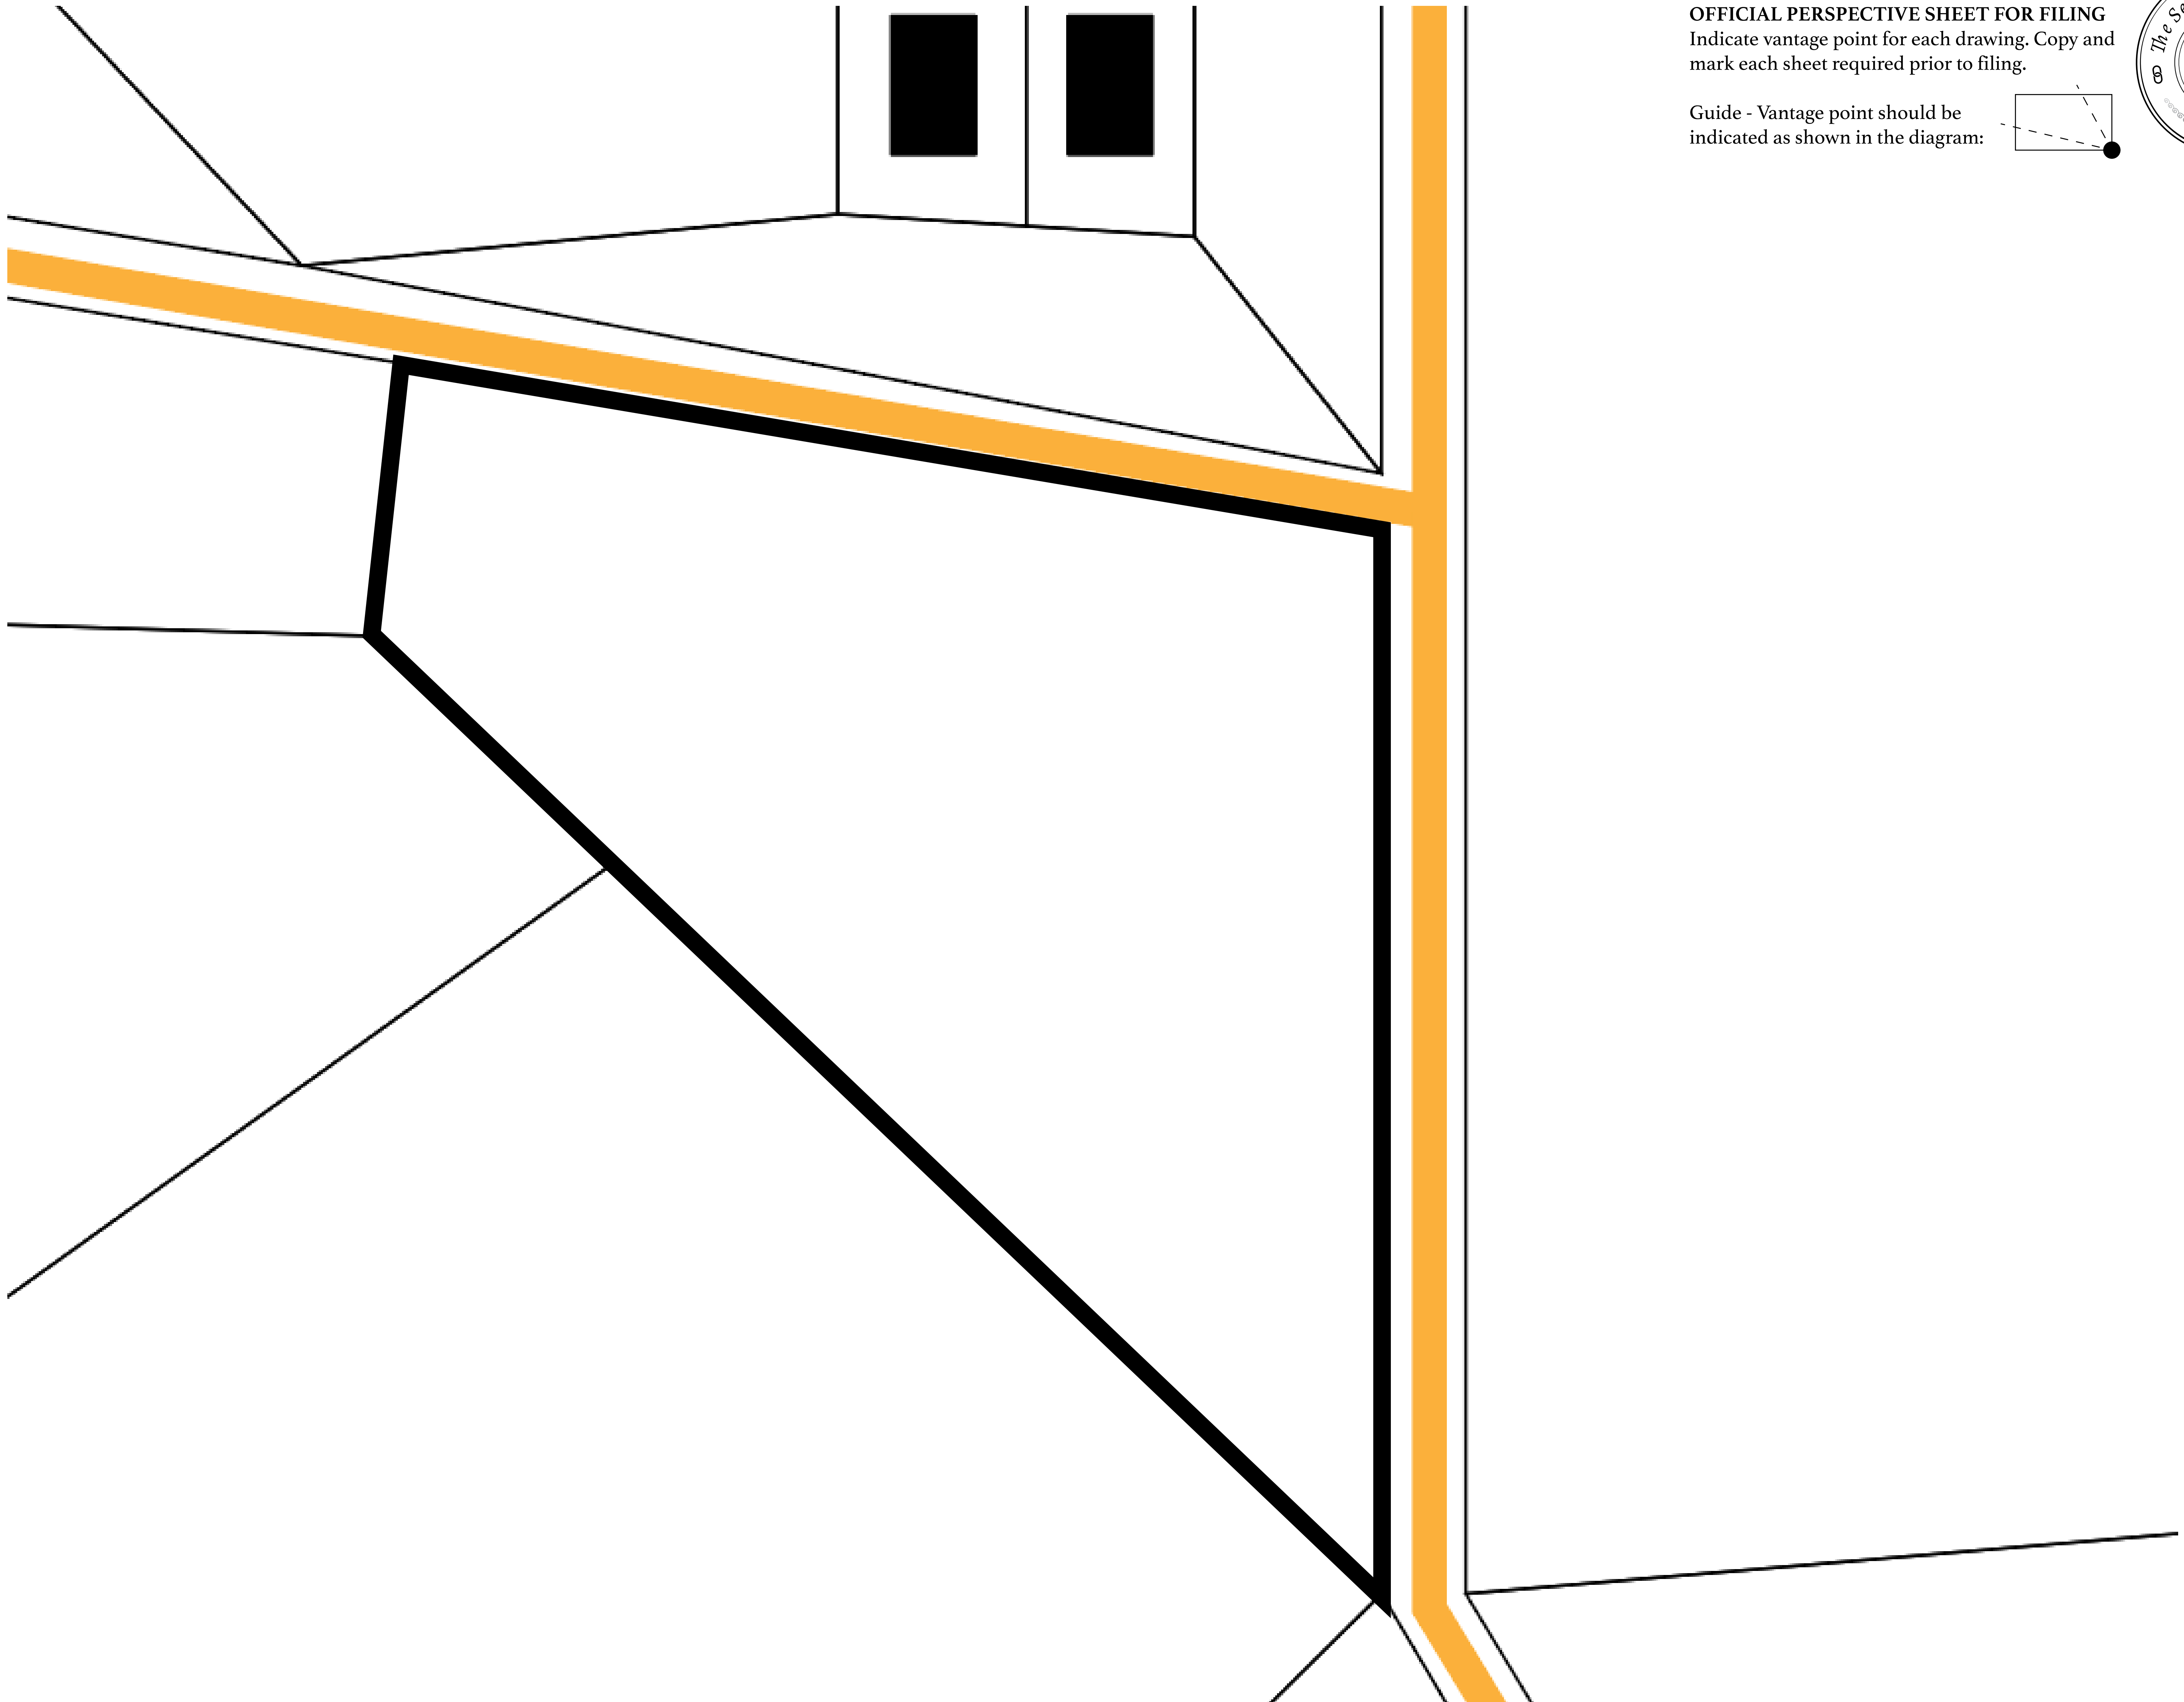 OFFICIAL PERSPECTIVE SHEET FOR FILING
Indicate vantage point for each drawing. Copy and
mark each sheet required prior to filing.
Guide - Vantage point should be
indicated as shown in the diagram:
The